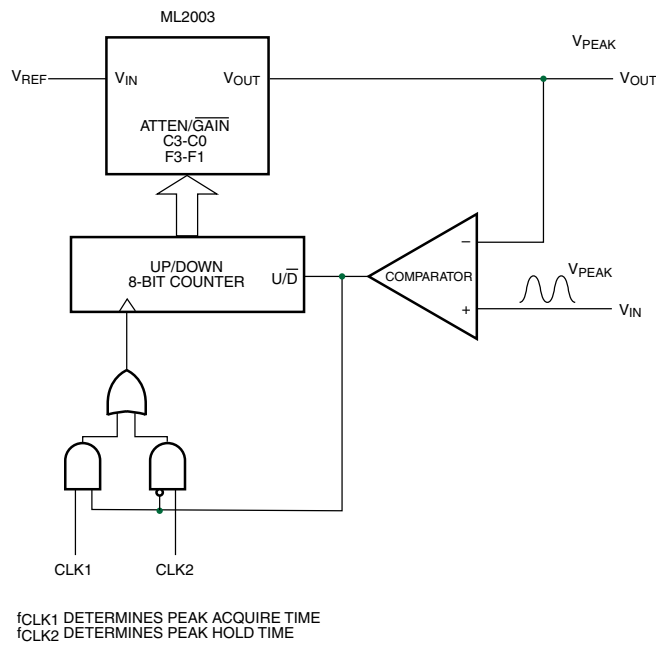 ML2003
VPEAK
VREF
VIN
VOUT
VOUT
ATTEN/GAIN
C3-C0
F3-F1
UP/DOWN
8-BIT COUNTER
U/D
COMPARATOR
–
+
VPEAK
VIN
CLK1
CLK2
fCLK1 DETERMINES PEAK ACQUIRE TIME
fCLK2 DETERMINES PEAK HOLD TIME